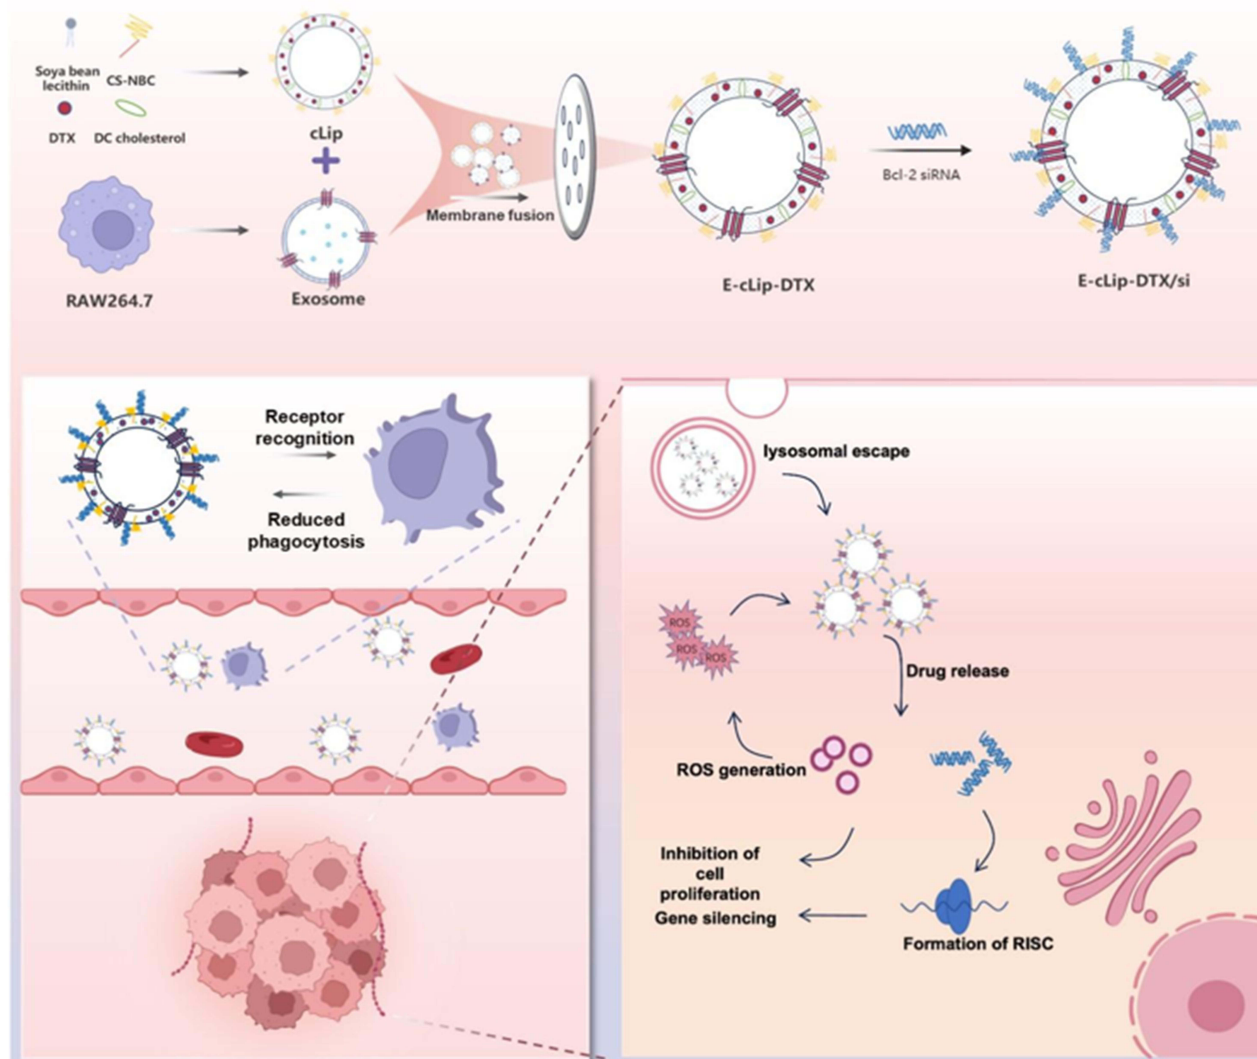 Soya bean
lecithin
CS-NBC
DTX
DC cholesterol
cLip
RAW264.7
Exosome
Membrane fusion
E-cLip-DTX
Bcl-2 siRNA
E-cLip-DTX/si
Receptor
recognition
Reduced
phagocytosis
lysosomal escape
ROS
ROS
ROS
Drug release
ROS generation
Inhibition of
cell
proliferation
Gene silencing
Formation of RISC